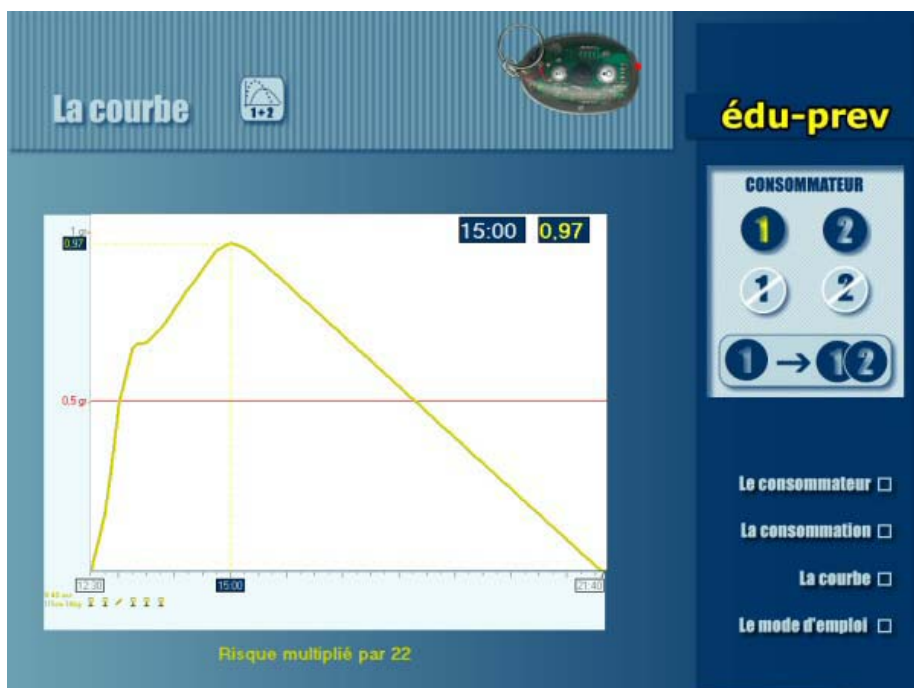 La courbe
1+2
édu-prev
CONSOMMATEUR
1 2
1 2
1 → 1 2
1 gr
0.97
15:00 0,97
0.5 gr
12:30 15:00 21:40
Risque multiplié par 22
Le consommateur
La consommation
La courbe
Le mode d'emploi